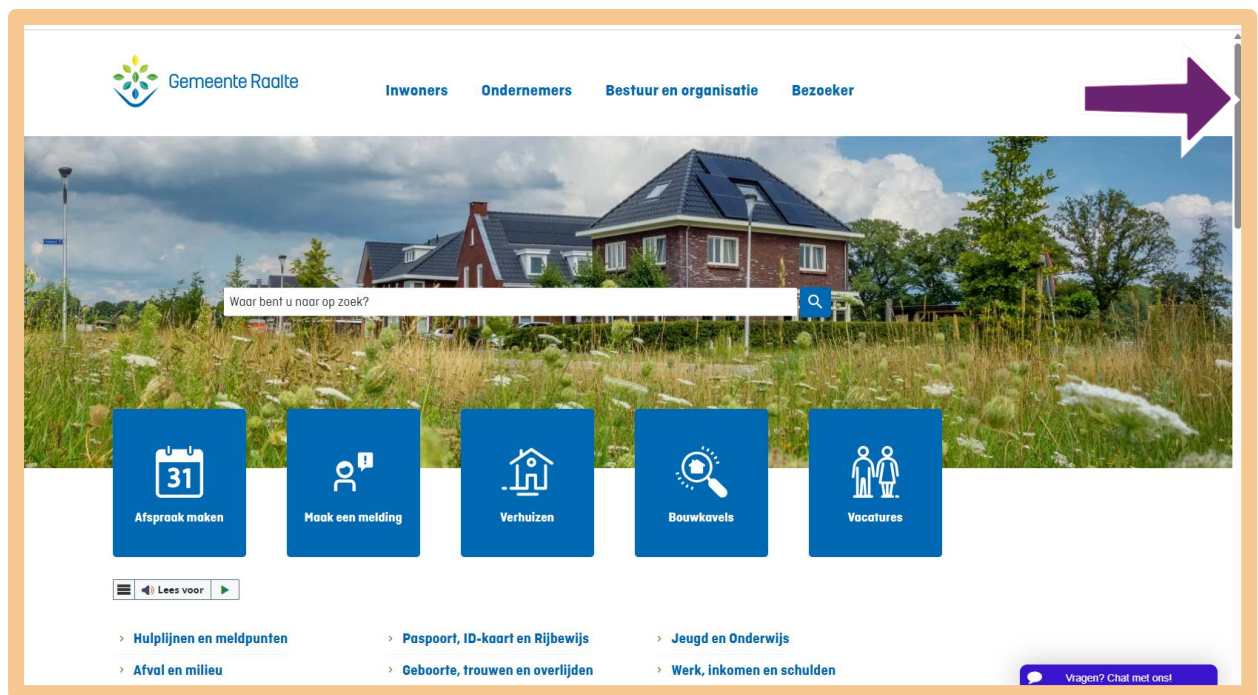 Gemeente Raalte
Inwoners Ondernemers Bestuur en organisatie Bezoeker
Waar bent u naar op zoek?
31
Afspraak maken Maak een melding Verhuizen Bouwkavels Vacatures
Lees voor
Hulplijnen en meldpunten Paspoort, ID-kaart en Rijbewijs Jeugd en Onderwijs
Afval en milieu Geboorte, trouwen en overlijden Werk, inkomen en schulden
Vragen? Chat met ons!